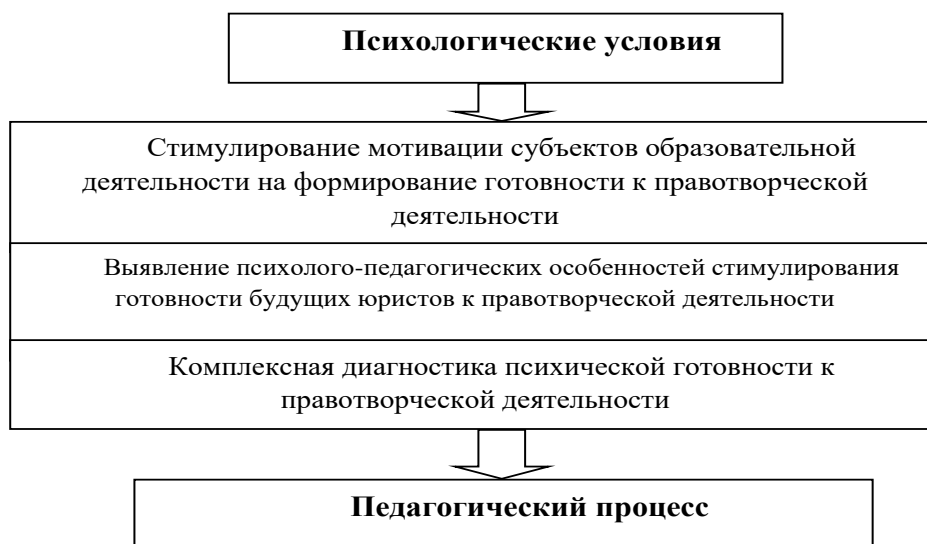 Психологические условия
Стимулирование мотивации субъектов образовательной
деятельности на формирование готовности к правотворческой
деятельности
Выявление психолого-педагогических особенностей стимулирования
готовности будущих юристов к правотворческой деятельности
Комплексная диагностика психической готовности к
правотворческой деятельности
Педагогический процесс